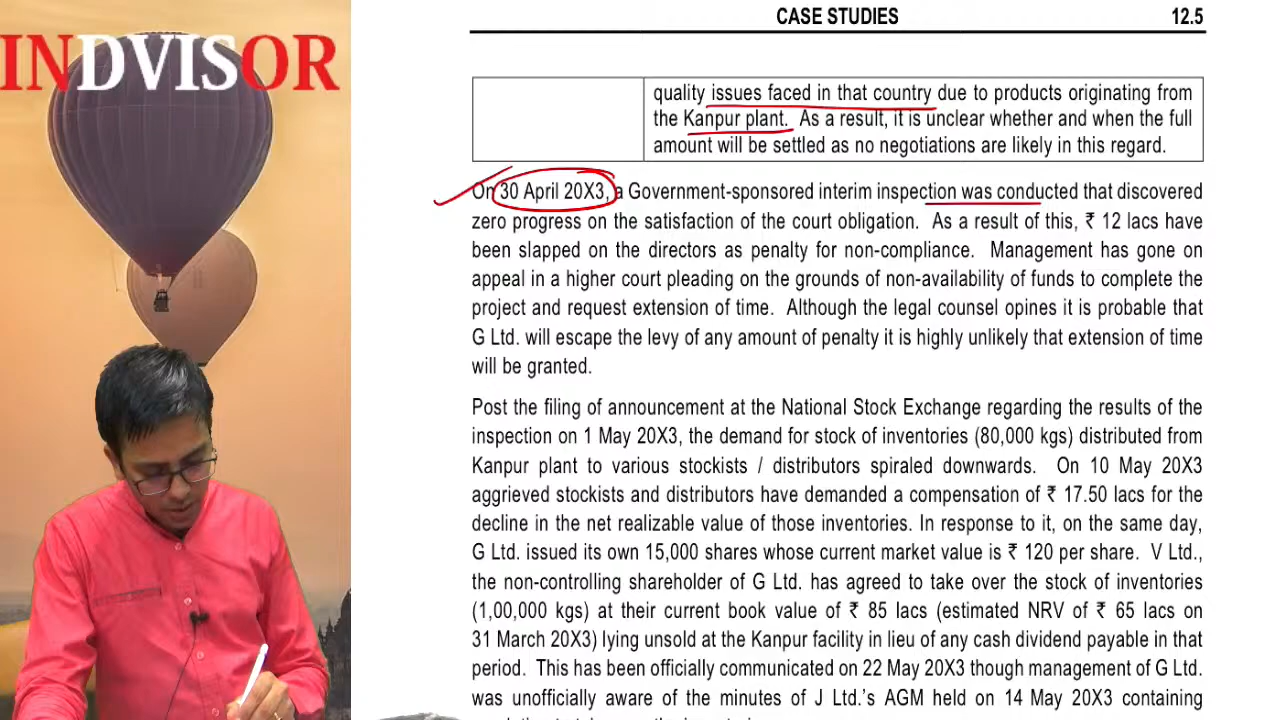 CASE STUDIES 12.5
INDVISOR
quality issues faced in that country due to products originating from
the Kanpur plant. As a result, it is unclear whether and when the full
amount will be settled as no negotiations are likely in this regard.
On 30 April 20X3, a Government-sponsored interim inspection was conducted that discovered
zero progress on the satisfaction of the court obligation. As a result of this, ₹ 12 lacs have
been slapped on the directors as penalty for non-compliance. Management has gone on
appeal in a higher court pleading on the grounds of non-availability of funds to complete the
project and request extension of time. Although the legal counsel opines it is probable that
G Ltd. will escape the levy of any amount of penalty it is highly unlikely that extension of time
will be granted.
Post the filing of announcement at the National Stock Exchange regarding the results of the
inspection on 1 May 20X3, the demand for stock of inventories (80,000 kgs) distributed from
Kanpur plant to various stockists / distributors spiraled downwards. On 10 May 20X3
aggrieved stockists and distributors have demanded a compensation of ₹ 17.50 lacs for the
decline in the net realizable value of those inventories. In response to it, on the same day,
G Ltd. issued its own 15,000 shares whose current market value is ₹ 120 per share. V Ltd.,
the non-controlling shareholder of G Ltd. has agreed to take over the stock of inventories
(1,00,000 kgs) at their current book value of ₹ 85 lacs (estimated NRV of ₹ 65 lacs on
31 March 20X3) lying unsold at the Kanpur facility in lieu of any cash dividend payable in that
period. This has been officially communicated on 22 May 20X3 though management of G Ltd.
was unofficially aware of the minutes of J Ltd.'s AGM held on 14 May 20X3 containing